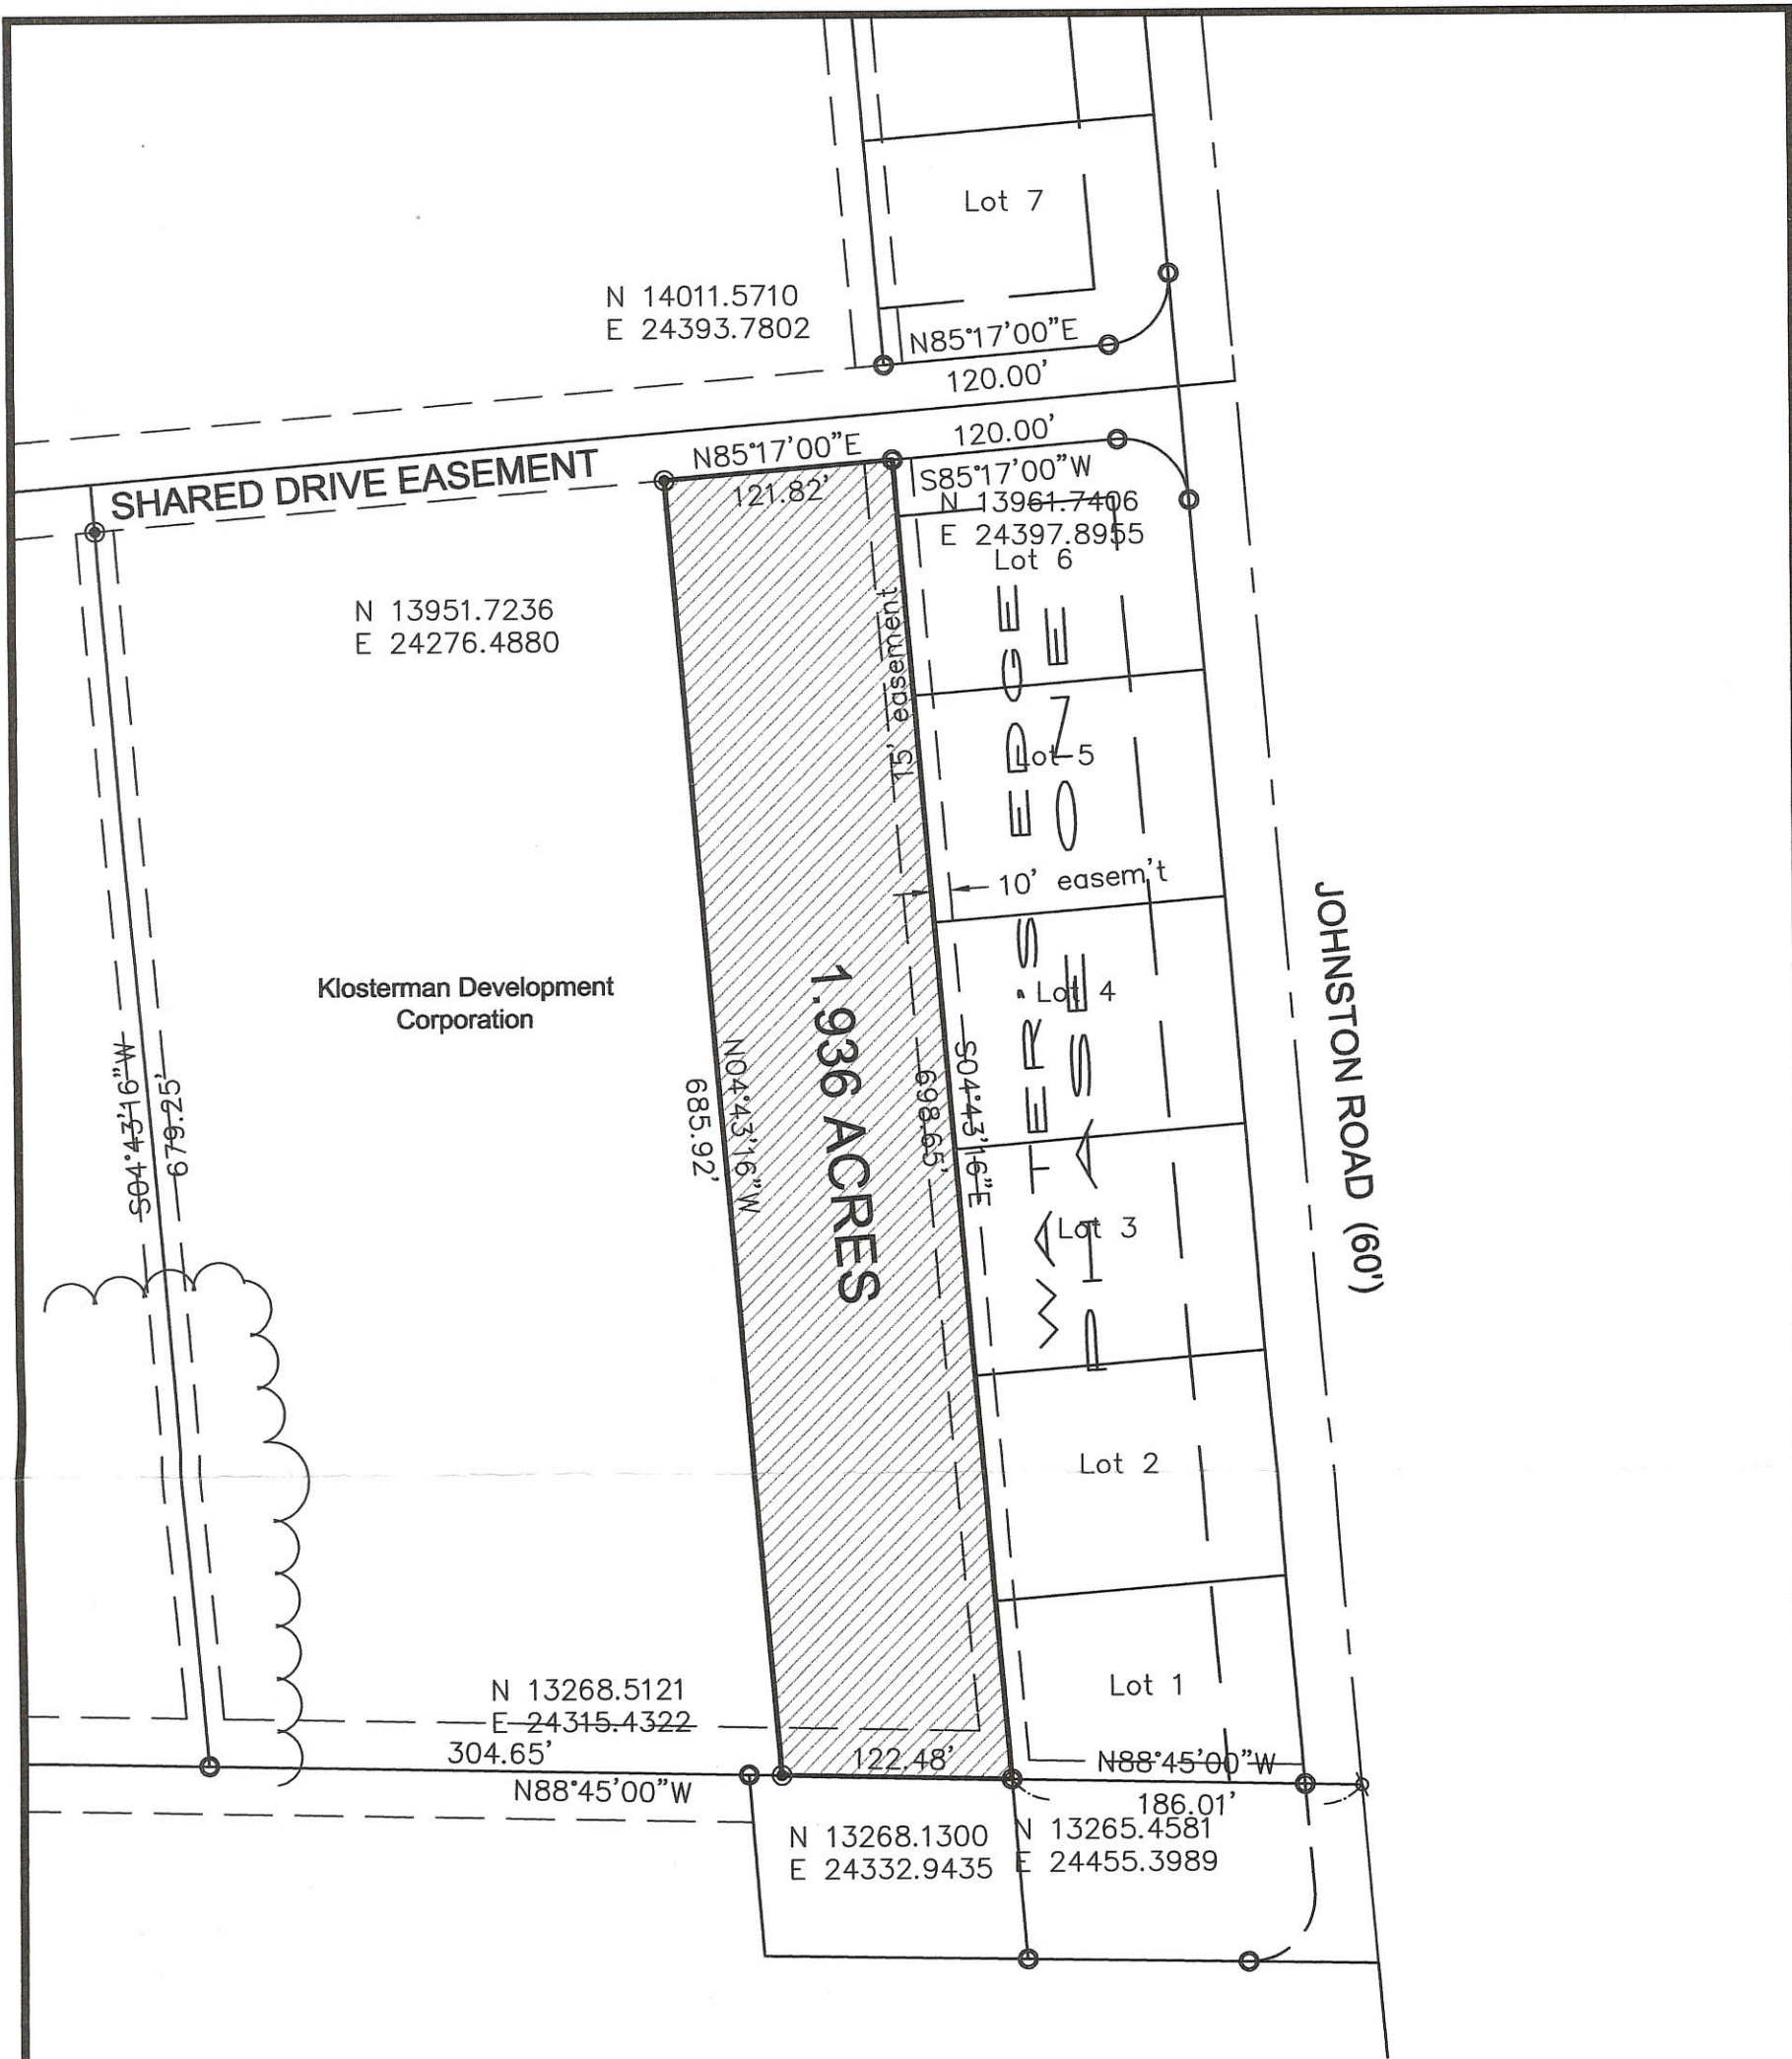 Lot 7
N 14011.5710
E 24393.7802
N85°17'00"E
120.00'
SHARED DRIVE EASEMENT
N85°17'00"E
121.82'
120.00'
S85°17'00"W
N 13961.7406
E 24397.8955
Lot 6
N 13951.7236
E 24276.4880
15' easement
Lot 5
10' easem't
WATER'S EDGE
PHASE ZONE
Lot 4
JOHNSTON ROAD (60')
Klosterman Development
Corporation
1.936 ACRES
S04°43'16"W
679.25'
N04°43'16"W
685.92'
S04°43'16"E
698.65'
Lot 3
Lot 2
Lot 1
N 13268.5121
E 24315.4322
304.65'
N88°45'00"W
122.48'
N88°45'00"W
186.01'
N 13268.1300
E 24332.9435
N 13265.4581
E 24455.3989